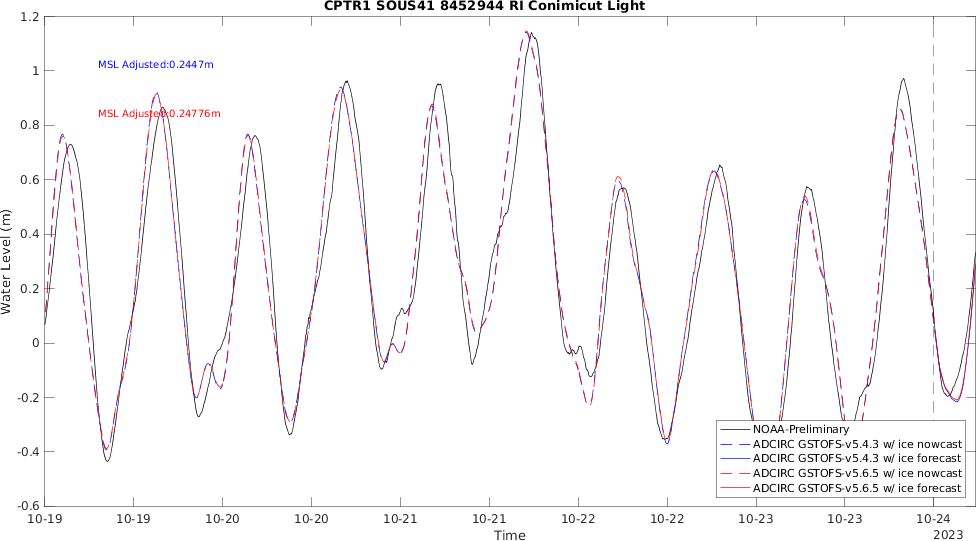 CPTR1 SOUS41 8452944 RI Conimicut Light
1.2
1
0.8
0.6
0.4
0.2
0
-0.2
-0.4
-0.6
Water Level (m)
MSL Adjusted:0.2447m
MSL Adjusted:0.24776m
NOAA-Preliminary
ADCIRC GSTOFS-v5.4.3 w/ ice nowcast
ADCIRC GSTOFS-v5.4.3 w/ ice forecast
ADCIRC GSTOFS-v5.6.5 w/ ice nowcast
ADCIRC GSTOFS-v5.6.5 w/ ice forecast
10-19 10-19 10-20 10-20 10-21 10-21 10-22 10-22 10-23 10-23 10-24
Time
2023